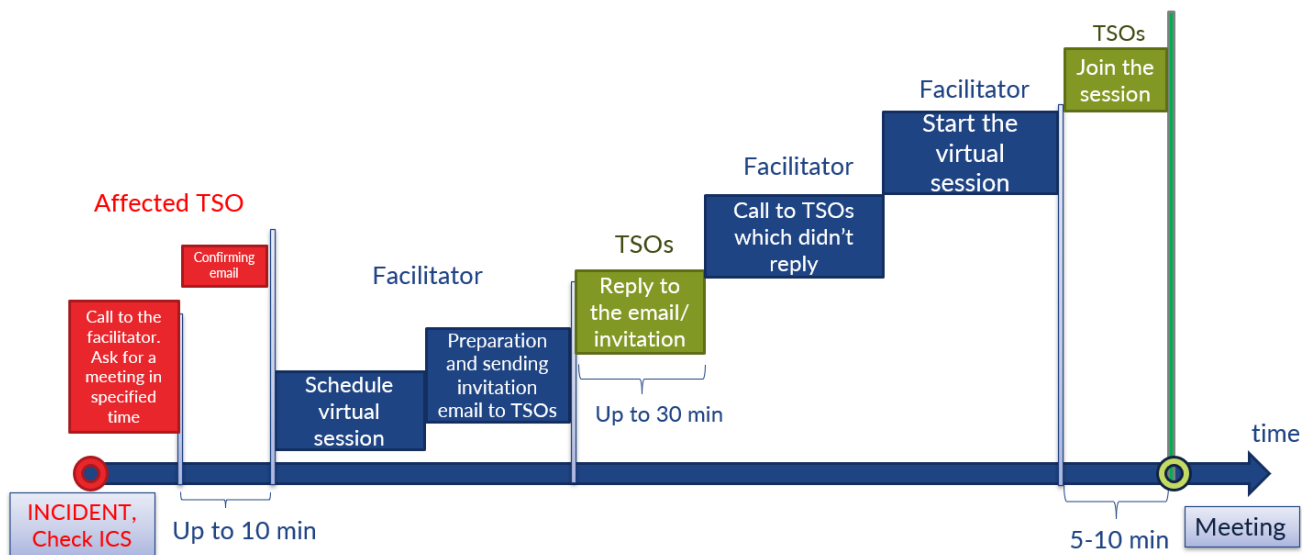 TSOs
Join the
session
Facilitator
Start the
virtual
session
Facilitator
Call to TSOs
which didn't
reply
Affected TSO
Confirming
email
Call to the
facilitator.
Ask for a
meeting in
specified
time
Facilitator
Schedule
virtual
session
Preparation
and sending
invitation
email to TSOs
TSOs
Reply to
the email/
invitation
Up to 30 min
time
INCIDENT,
Check ICS
Up to 10 min
5-10 min
Meeting